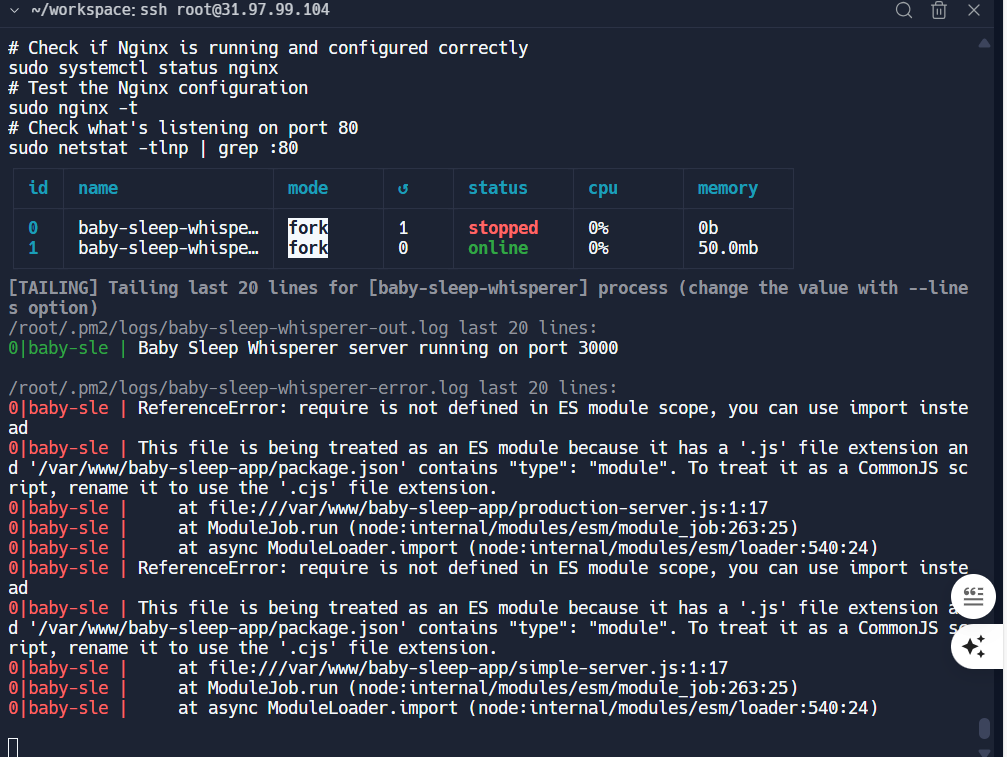 ~/workspace: ssh root@31.97.99.104
# Check if Nginx is running and configured correctly
sudo systemctl status nginx
# Test the Nginx configuration
sudo nginx -t
# Check what's listening on port 80
sudo netstat -tlnp | grep :80
id name mode ↺ status cpu memory
0 baby-sleep-whispe… fork 1 stopped 0% 0b
1 baby-sleep-whispe… fork 0 online 0% 50.0mb
[TAILING] Tailing last 20 lines for [baby-sleep-whisperer] process (change the value with --line
s option)
/root/.pm2/logs/baby-sleep-whisperer-out.log last 20 lines:
0|baby-sle | Baby Sleep Whisperer server running on port 3000
/root/.pm2/logs/baby-sleep-whisperer-error.log last 20 lines:
0|baby-sle | ReferenceError: require is not defined in ES module scope, you can use import inste
ad
0|baby-sle | This file is being treated as an ES module because it has a '.js' file extension an
d '/var/www/baby-sleep-app/package.json' contains "type": "module". To treat it as a CommonJS sc
ript, rename it to use the '.cjs' file extension.
0|baby-sle |     at file:///var/www/baby-sleep-app/production-server.js:1:17
0|baby-sle |     at ModuleJob.run (node:internal/modules/esm/module_job:263:25)
0|baby-sle |     at async ModuleLoader.import (node:internal/modules/esm/loader:540:24)
0|baby-sle | ReferenceError: require is not defined in ES module scope, you can use import inste
ad
0|baby-sle | This file is being treated as an ES module because it has a '.js' file extension a
d '/var/www/baby-sleep-app/package.json' contains "type": "module". To treat it as a CommonJS s
ript, rename it to use the '.cjs' file extension.
0|baby-sle |     at file:///var/www/baby-sleep-app/simple-server.js:1:17
0|baby-sle |     at ModuleJob.run (node:internal/modules/esm/module_job:263:25)
0|baby-sle |     at async ModuleLoader.import (node:internal/modules/esm/loader:540:24)